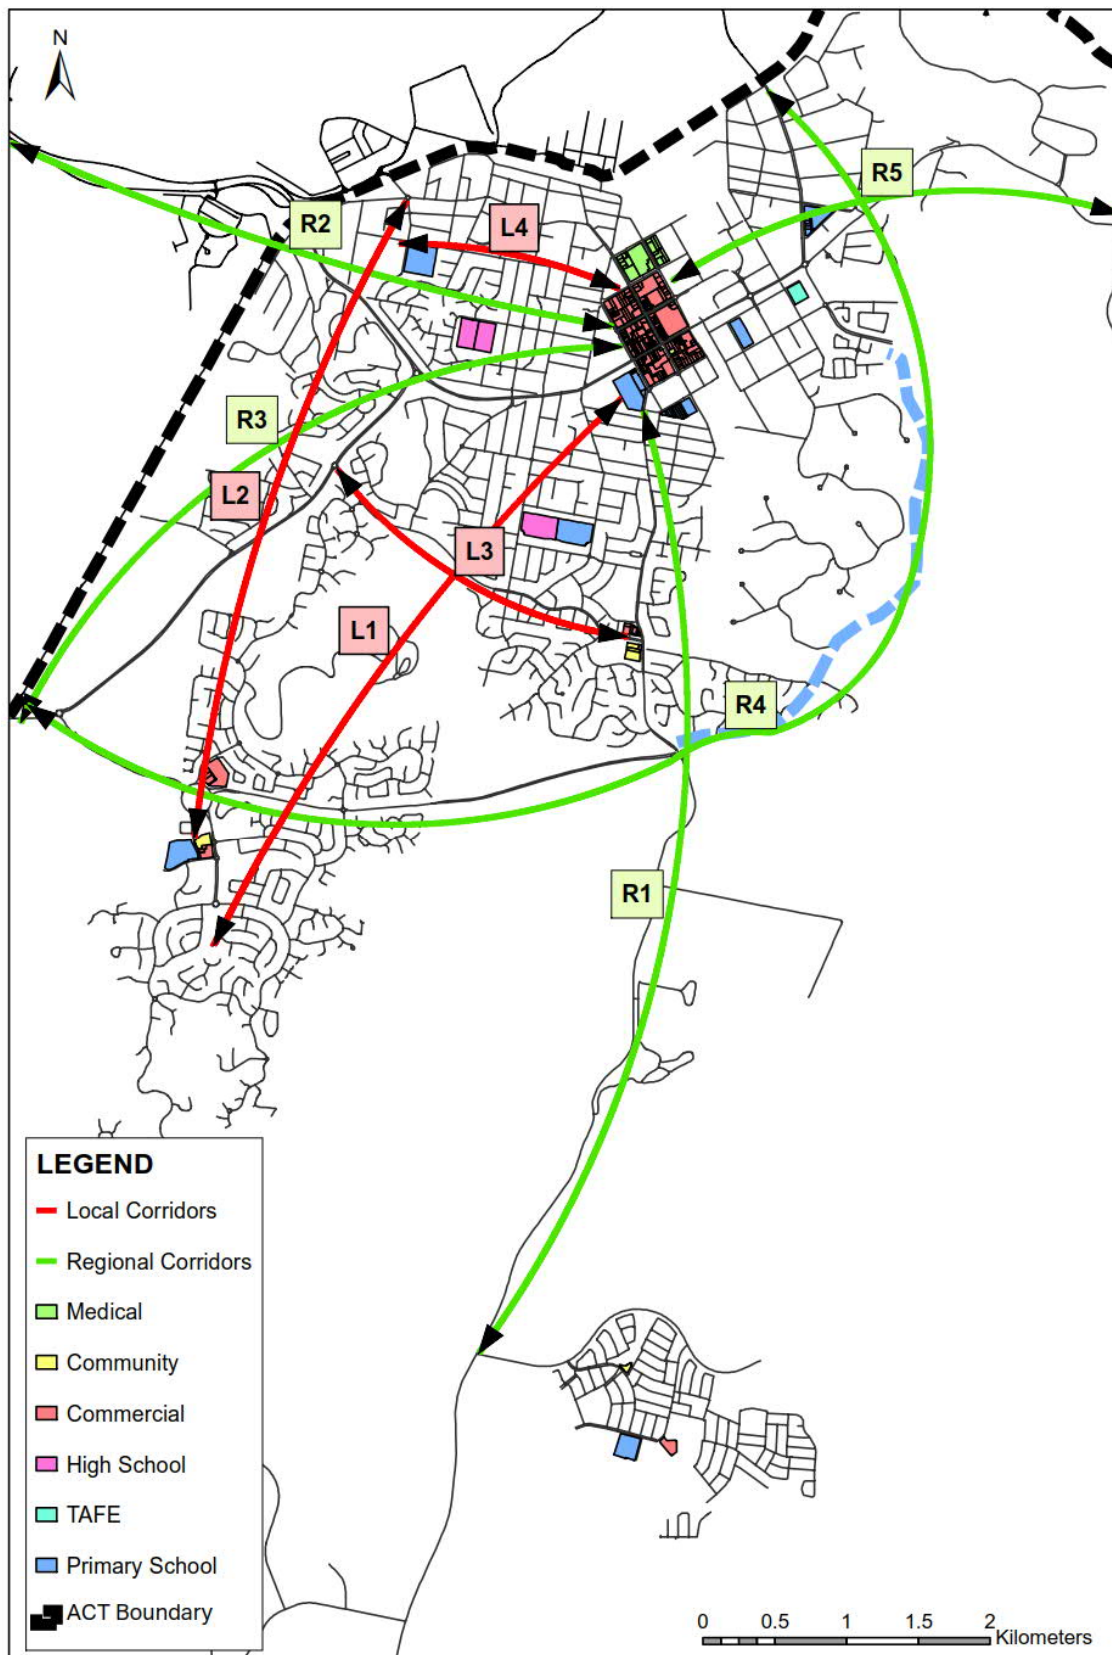 N
R5
R2
L4
R3
L2
L3
L1
R4
R1
LEGEND
Local Corridors
Regional Corridors
Medical
Community
Commercial
High School
TAFE
Primary School
ACT Boundary
0 0.5 1 1.5 2
Kilometers